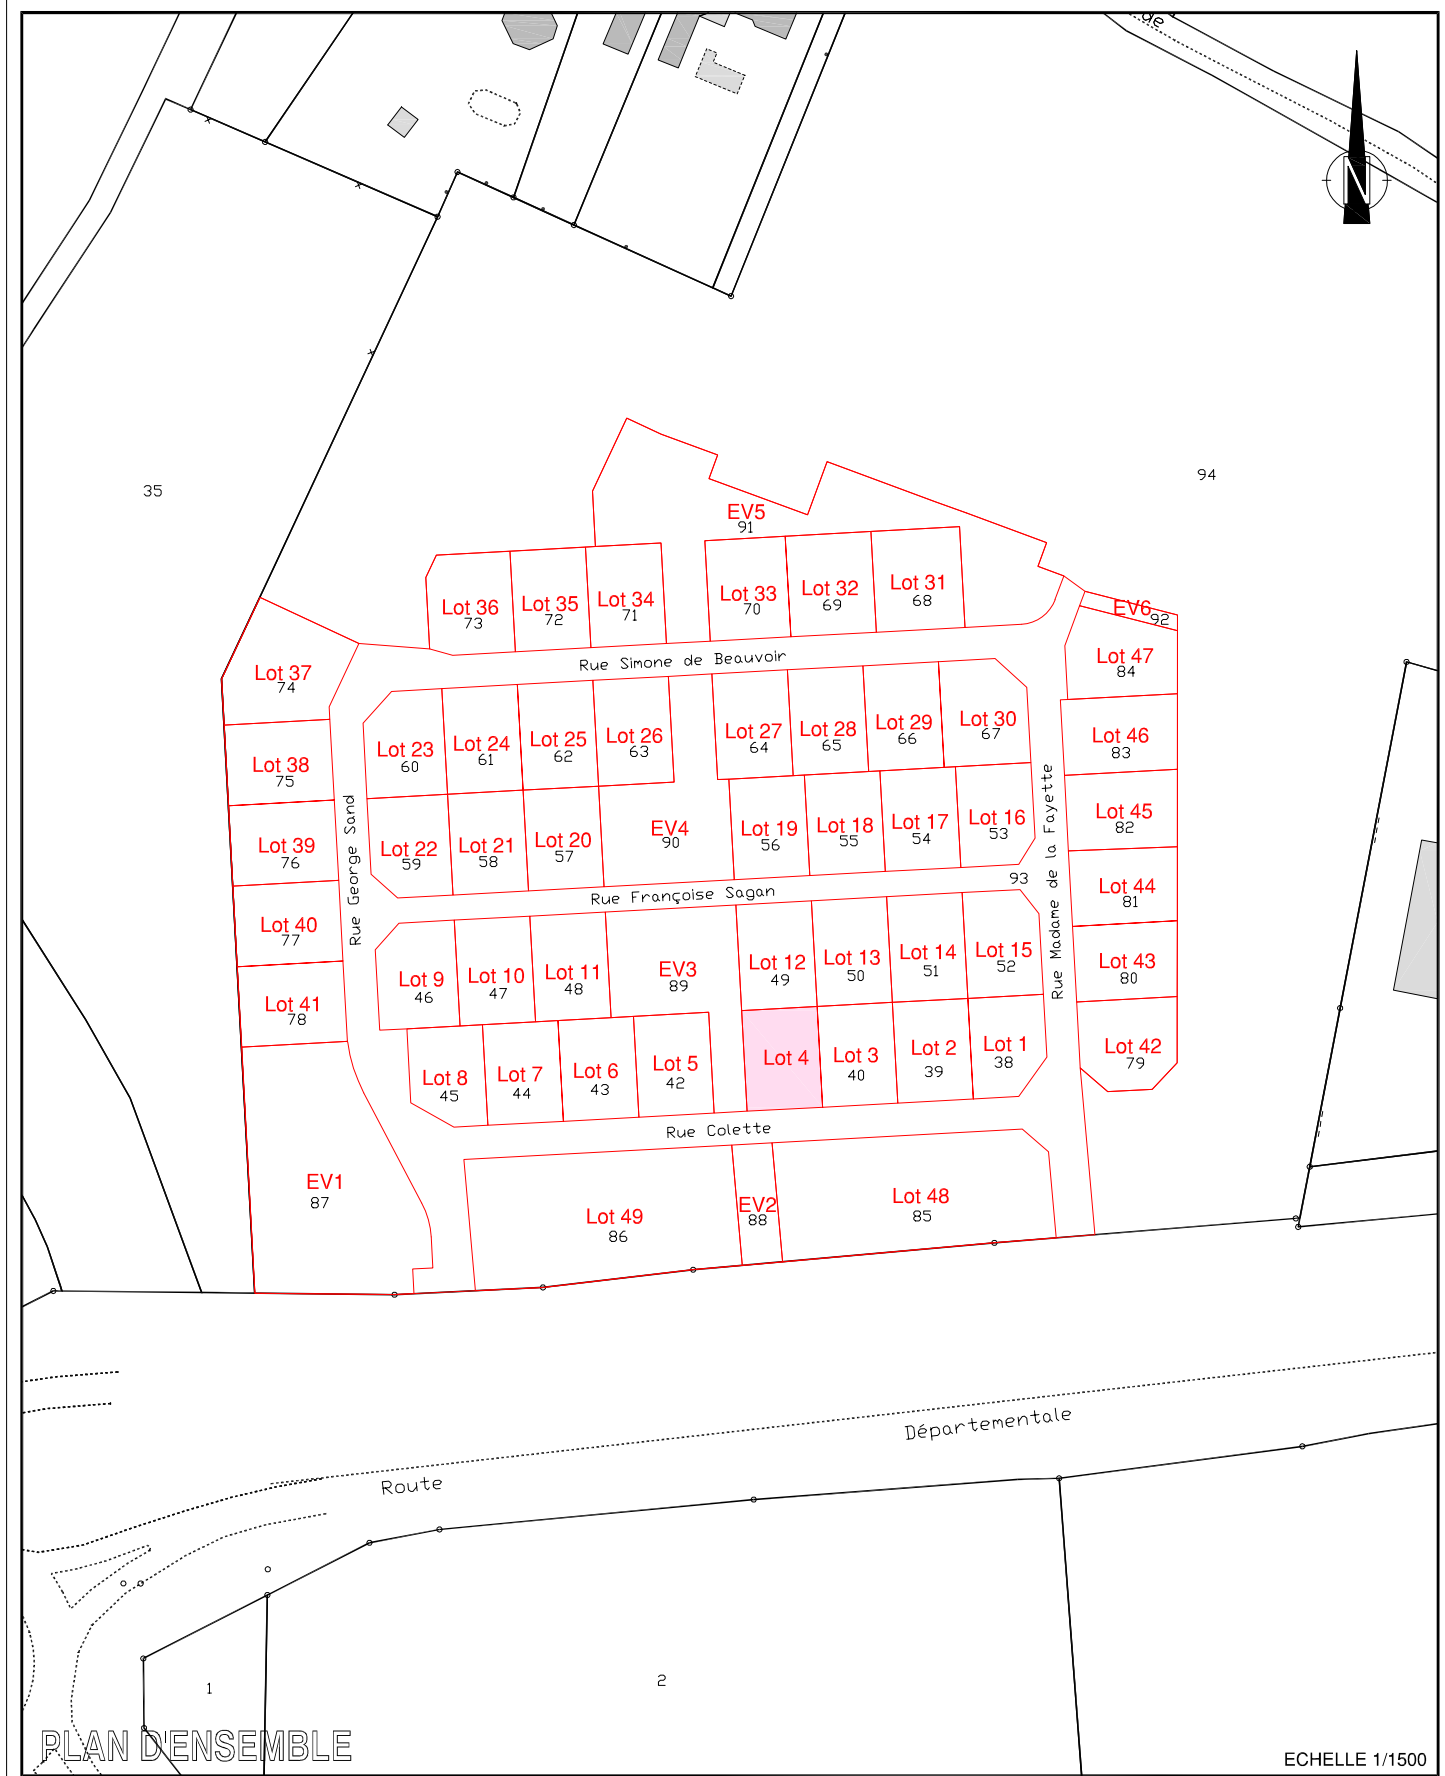 de
N
35
94
EV5
91
Lot 36
73
Lot 35
72
Lot 34
71
Lot 33
70
Lot 32
69
Lot 31
68
EV6
92
Rue Simone de Beauvoir
Lot 37
74
Lot 47
84
Lot 23
60
Lot 24
61
Lot 25
62
Lot 26
63
Lot 27
64
Lot 28
65
Lot 29
66
Lot 30
67
Lot 46
83
Lot 38
75
Rue George Sand
Rue Madame de la Fayette
Lot 39
76
Lot 22
59
Lot 21
58
Lot 20
57
EV4
90
Lot 19
56
Lot 18
55
Lot 17
54
Lot 16
53
Lot 45
82
Rue Françoise Sagan
93
Lot 44
81
Lot 40
77
Lot 9
46
Lot 10
47
Lot 11
48
EV3
89
Lot 12
49
Lot 13
50
Lot 14
51
Lot 15
52
Lot 43
80
Lot 41
78
Lot 8
45
Lot 7
44
Lot 6
43
Lot 5
42
Lot 4
Lot 3
40
Lot 2
39
Lot 1
38
Lot 42
79
Rue Colette
EV1
87
Lot 49
86
EV2
88
Lot 48
85
Route Départementale
1
2
PLAN D'ENSEMBLE
ECHELLE 1/1500